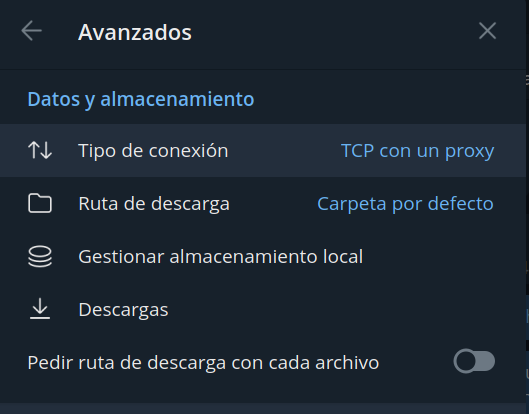 Avanzados
Datos y almacenamiento
Tipo de conexión TCP con un proxy
Ruta de descarga Carpeta por defecto
Gestionar almacenamiento local
Descargas
Pedir ruta de descarga con cada archivo